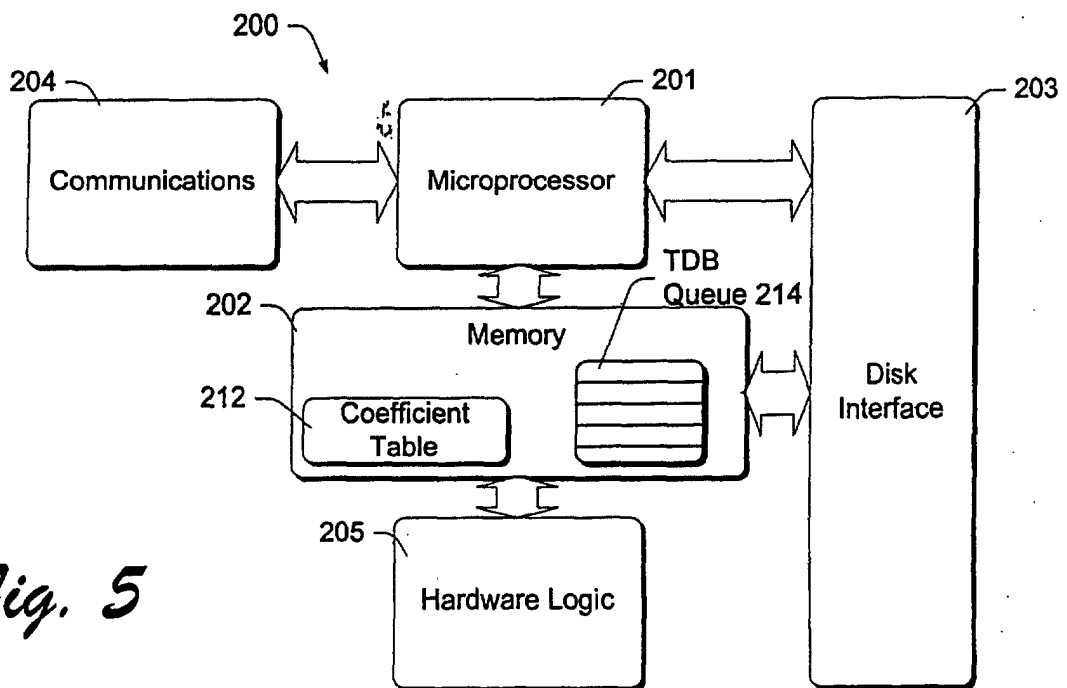 200
204
201
203
Communications
Microprocessor
TDB
Queue 214
202
Memory
Disk
Interface
212
Coefficient
Table
205
Hardware Logic
Fig. 5